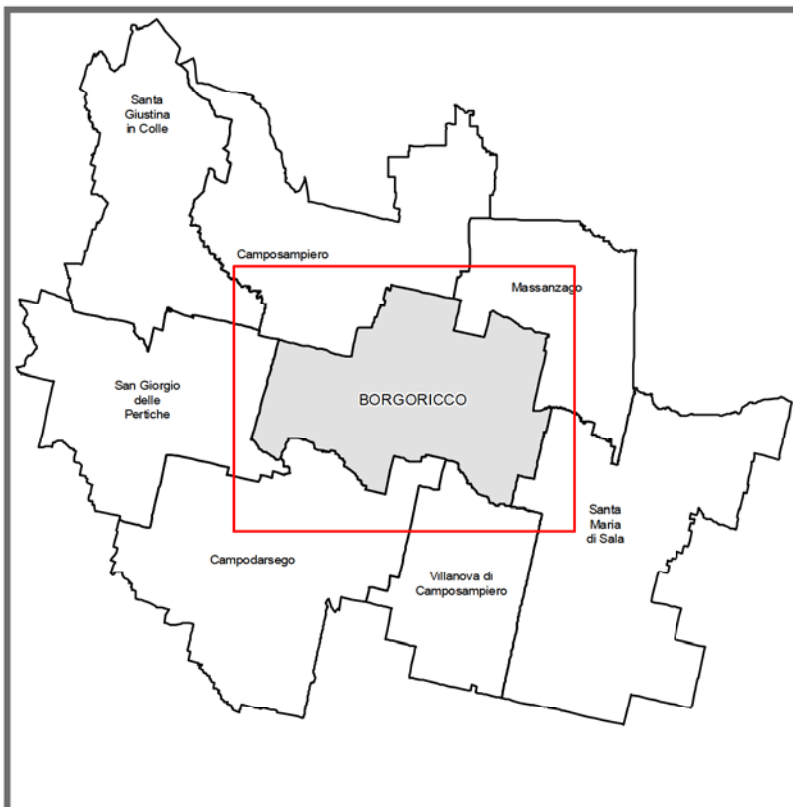 Santa
Giustina
in Colle
Camposampiero
Massanzago
San Giorgio
delle
Pertiche
BORGORICCO
Santa
Maria
di Sala
Campodarsego
Villanova di
Camposampiero